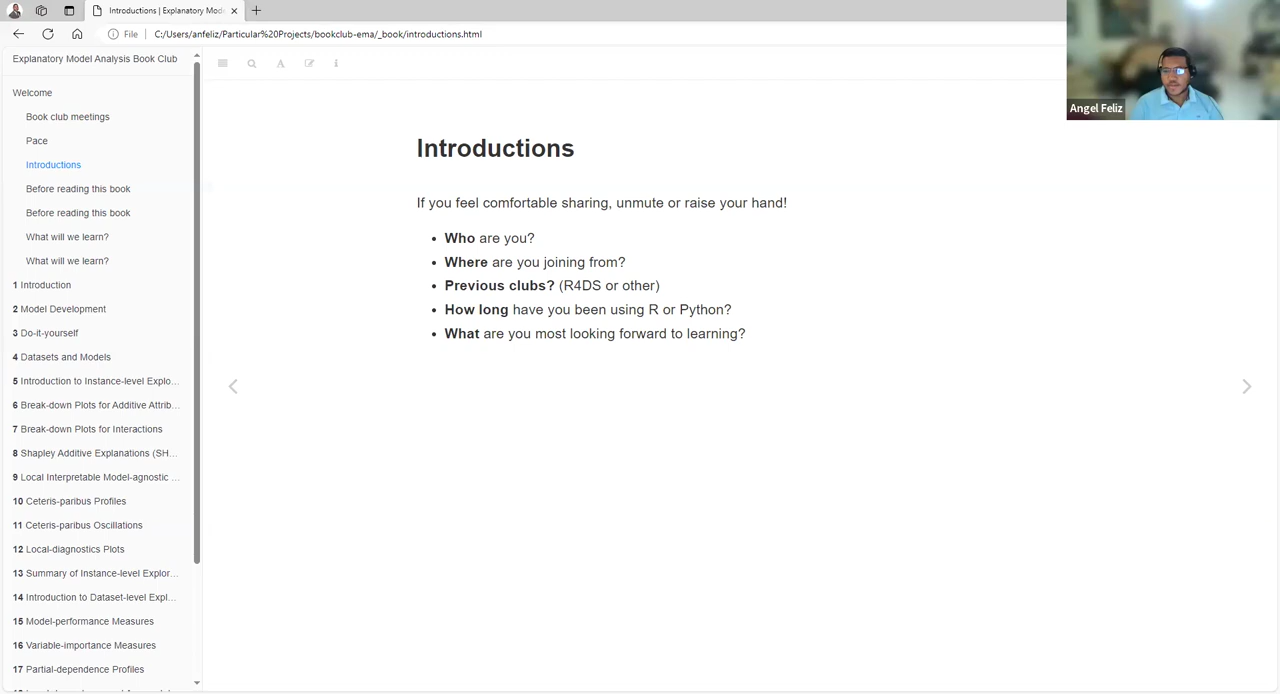 Introductions | Explanatory Mode
File
C:/Users/anfeliz/Particular%20Projects/bookclub-ema/_book/introductions.html
Angel Feliz
Explanatory Model Analysis Book Club
Welcome
Book club meetings
Pace
Introductions
Before reading this book
Before reading this book
What will we learn?
What will we learn?
1 Introduction
2 Model Development
3 Do-it-yourself
4 Datasets and Models
5 Introduction to Instance-level Explo...
6 Break-down Plots for Additive Attrib...
7 Break-down Plots for Interactions
8 Shapley Additive Explanations (SH...
9 Local Interpretable Model-agnostic ...
10 Ceteris-paribus Profiles
11 Ceteris-paribus Oscillations
12 Local-diagnostics Plots
13 Summary of Instance-level Explor...
14 Introduction to Dataset-level Expl...
15 Model-performance Measures
16 Variable-importance Measures
17 Partial-dependence Profiles
Introductions
If you feel comfortable sharing, unmute or raise your hand!
• Who are you?
• Where are you joining from?
• Previous clubs? (R4DS or other)
• How long have you been using R or Python?
• What are you most looking forward to learning?